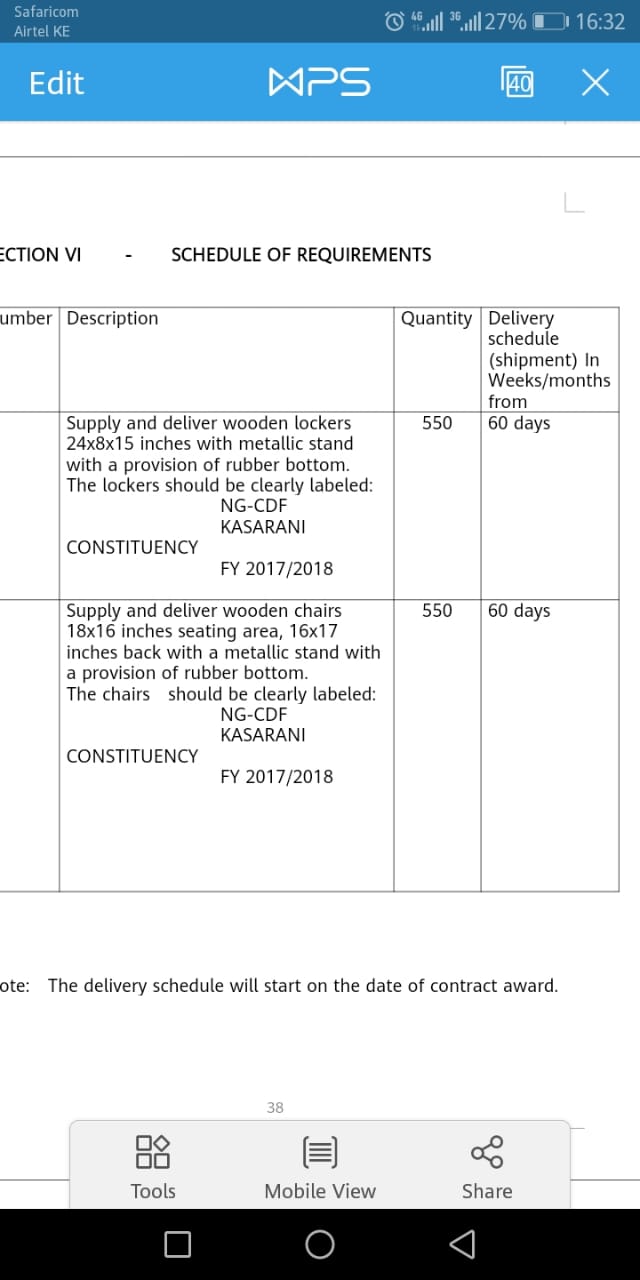 Safaricom
Airtel KE
4G 3G 27% 16:32
Edit
WPS
40
ECTION VI - SCHEDULE OF REQUIREMENTS
umber Description Quantity Delivery
schedule
(shipment) In
Weeks/months
from
Supply and deliver wooden lockers 550 60 days
24x8x15 inches with metallic stand
with a provision of rubber bottom.
The lockers should be clearly labeled:
NG-CDF
KASARANI
CONSTITUENCY
FY 2017/2018
Supply and deliver wooden chairs 550 60 days
18x16 inches seating area, 16x17
inches back with a metallic stand with
a provision of rubber bottom.
The chairs should be clearly labeled:
NG-CDF
KASARANI
CONSTITUENCY
FY 2017/2018
ote: The delivery schedule will start on the date of contract award.
38
Tools Mobile View Share